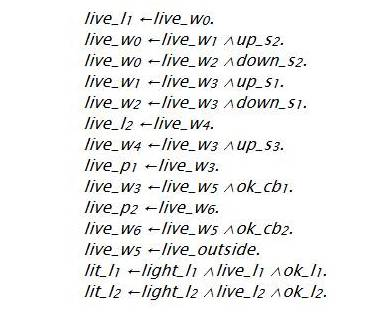 live_l₁ ←live_w₀.
live_w₀ ←live_w₁ ∧up_s₂.
live_w₀ ←live_w₂ ∧down_s₂.
live_w₁ ←live_w₃ ∧up_s₁.
live_w₂ ←live_w₃ ∧down_s₁.
live_l₂ ←live_w₄.
live_w₄ ←live_w₃ ∧up_s₃.
live_p₁ ←live_w₃.
live_w₃ ←live_w₅ ∧ok_cb₁.
live_p₂ ←live_w₆.
live_w₆ ←live_w₅ ∧ok_cb₂.
live_w₅ ←live_outside.
lit_l₁ ←light_l₁ ∧live_l₁ ∧ok_l₁.
lit_l₂ ←light_l₂ ∧live_l₂ ∧ok_l₂.